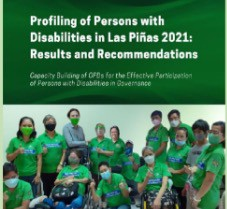 Profiling of Persons with
Disabilities in Las Piñas 2021:
Results and Recommendations
Capacity Building of OPDs for the Effective Participation
of Persons with Disabilities in Governance